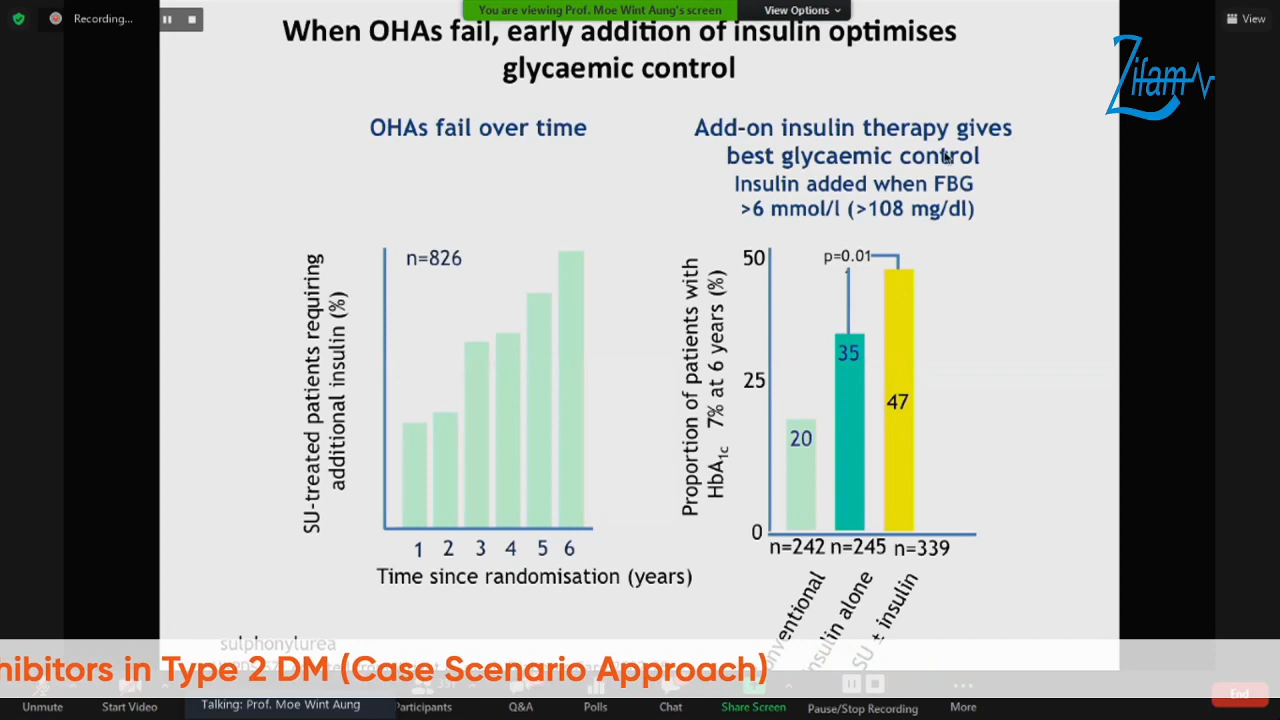 Recording...
You are viewing Prof. Moe Wint Aung's screen
View Options
View
When OHAs fail, early addition of insulin optimises
glycaemic control
Zifam
OHAs fail over time
Add-on insulin therapy gives
best glycaemic control
Insulin added when FBG
>6 mmol/l (>108 mg/dl)
SU-treated patients requiring
additional insulin (%)
n=826
1 2 3 4 5 6
Time since randomisation (years)
Proportion of patients with
HbA1c 7% at 6 years (%)
50
25
0
p=0.01
20
35
47
n=242 n=245 n=339
nventional
nsulin alone
SU ± insulin
sulphonylurea
hibitors in Type 2 DM (Case Scenario Approach)
Unmute
Start Video
Talking: Prof. Moe Wint Aung
Participants
Q&A
Polls
Chat
Share Screen
Pause/Stop Recording
More
End